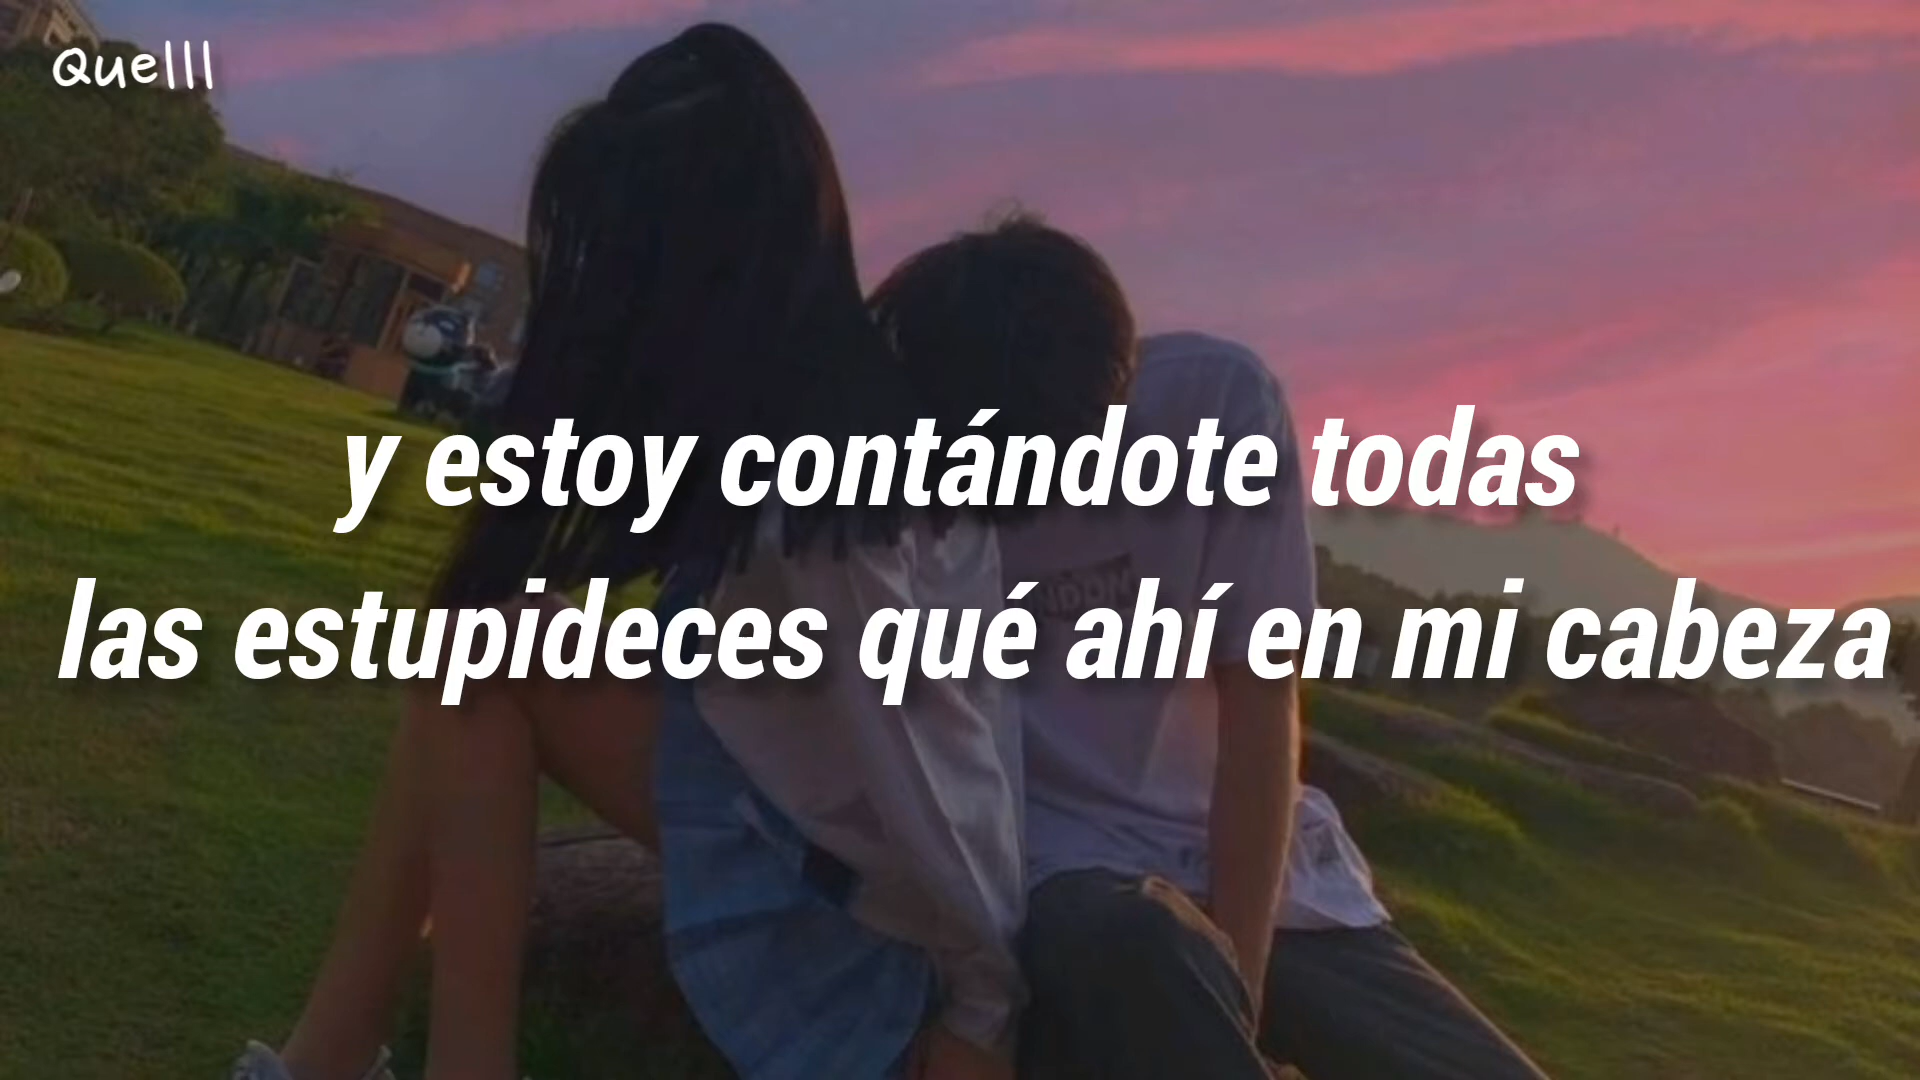 Quelll
y estoy contándote todas
las estupideces qué ahí en mi cabeza